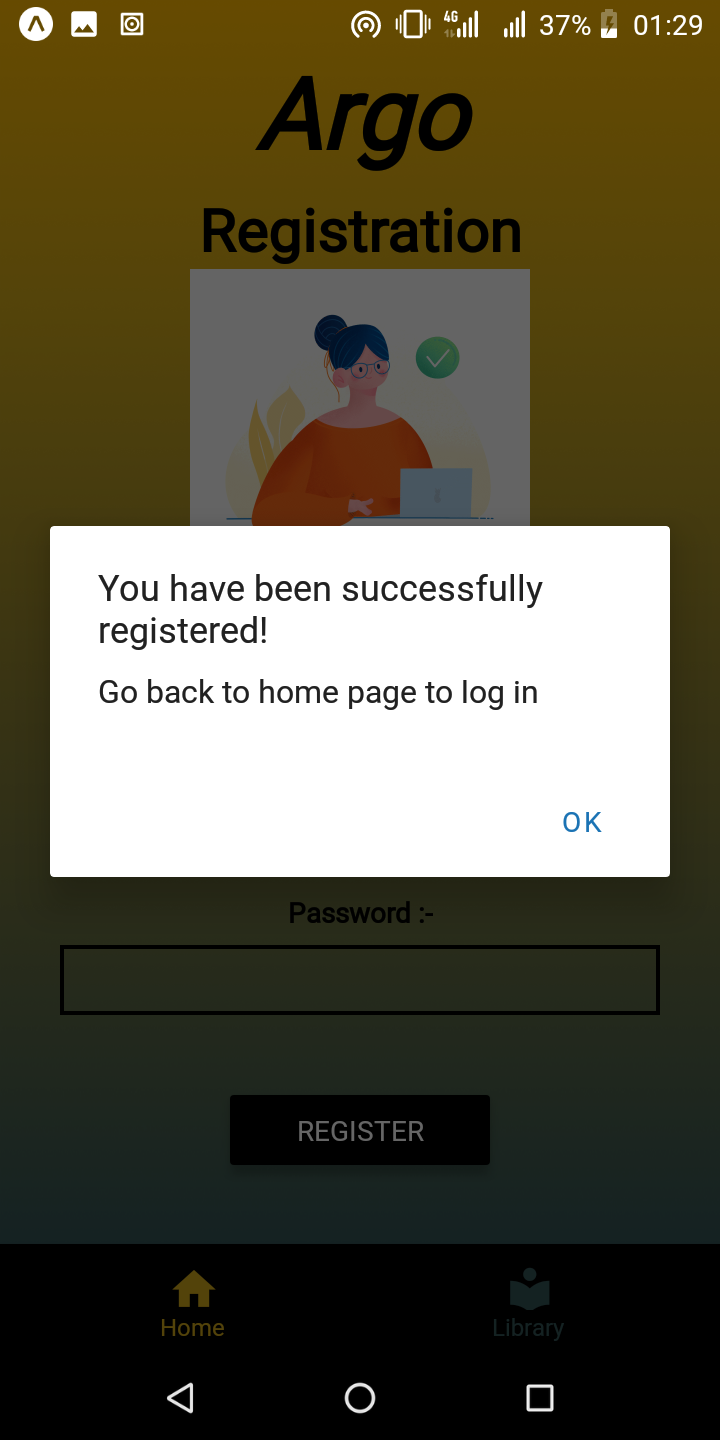 4G 37% 01:29
Argo
Registration
You have been successfully
registered!
Go back to home page to log in
OK
Password :-
REGISTER
Home Library